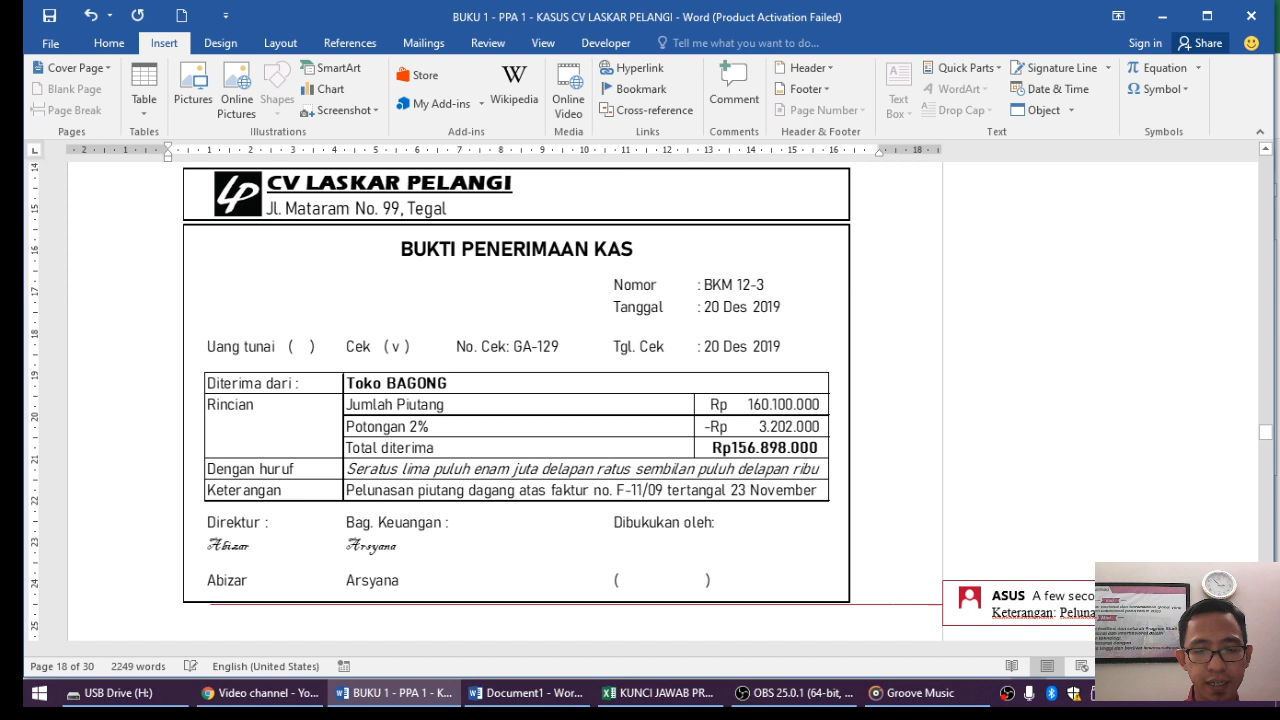 BUKU 1 - PPA 1 - KASUS CV LASKAR PELANGI - Word (Product Activation Failed)
File Home Insert Design Layout References Mailings Review View Developer Tell me what you want to do... Sign in Share
Cover Page
Blank Page
Page Break
Pages
Table
Tables
Pictures
Online Pictures
Shapes
SmartArt
Chart
Screenshot
Illustrations
Store
My Add-ins
Wikipedia
Add-ins
Online Video
Media
Hyperlink
Bookmark
Cross-reference
Links
Comment
Comments
Header
Footer
Page Number
Header & Footer
Text Box
Quick Parts
WordArt
Drop Cap
Signature Line
Date & Time
Object
Text
Equation
Symbol
Symbols
CV LASKAR PELANGI
Jl. Mataram No. 99, Tegal
BUKTI PENERIMAAN KAS
Nomor : BKM 12-3
Tanggal : 20 Des 2019
Uang tunai ( ) Cek ( v ) No. Cek: GA-129 Tgl. Cek : 20 Des 2019
Diterima dari : Toko BAGONG
Rincian Jumlah Piutang Rp 160.100.000
Potongan 2% -Rp 3.202.000
Total diterima Rp156.898.000
Dengan huruf Seratus lima puluh enam juta delapan ratus sembilan puluh delapan ribu
Keterangan Pelunasan piutang dagang atas faktur no. F-11/09 tertangal 23 November
Direktur : Bag. Keuangan : Dibukukan oleh:
Abizar Arsyana
Abizar Arsyana ( )
ASUS A few seco
Keterangan: Peluna
Page 18 of 30 2249 words English (United States)
USB Drive (H:) Video channel - Yo... BUKU 1 - PPA 1 - K... Document1 - Wor... KUNCI JAWAB PR... OBS 25.0.1 (64-bit, ... Groove Music